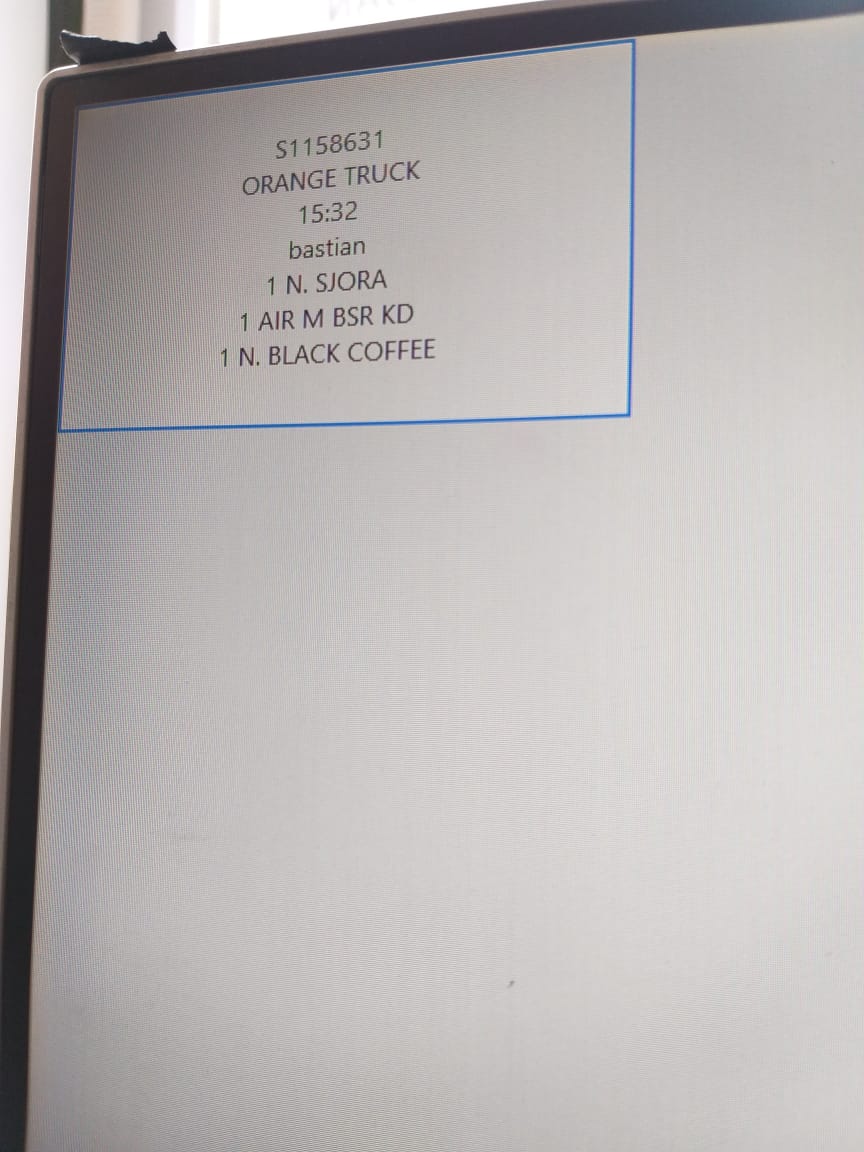 S1158631
ORANGE TRUCK
15:32
bastian
1 N. SJORA
1 AIR M BSR KD
1 N. BLACK COFFEE